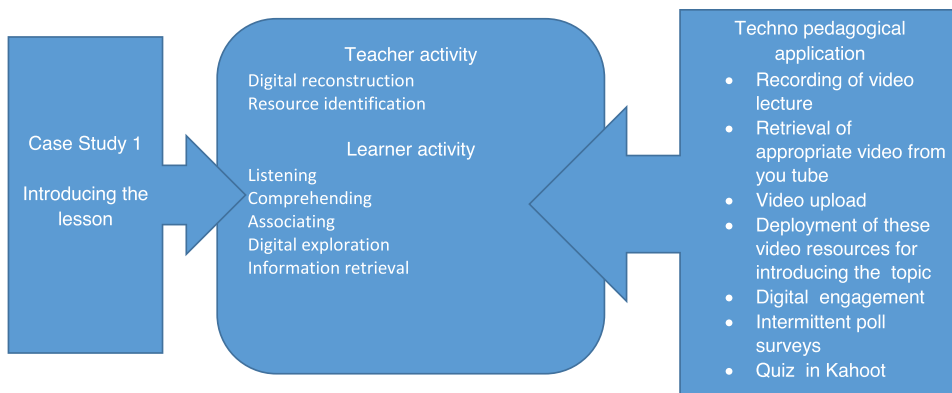 Case Study 1
Introducing the
lesson
Teacher activity
Digital reconstruction
Resource identification
Learner activity
Listening
Comprehending
Associating
Digital exploration
Information retrieval
Techno pedagogical
application
• Recording of video
lecture
• Retrieval of
appropriate video from
you tube
• Video upload
• Deployment of these
video resources for
introducing the topic
• Digital engagement
• Intermittent poll
surveys
• Quiz in Kahoot